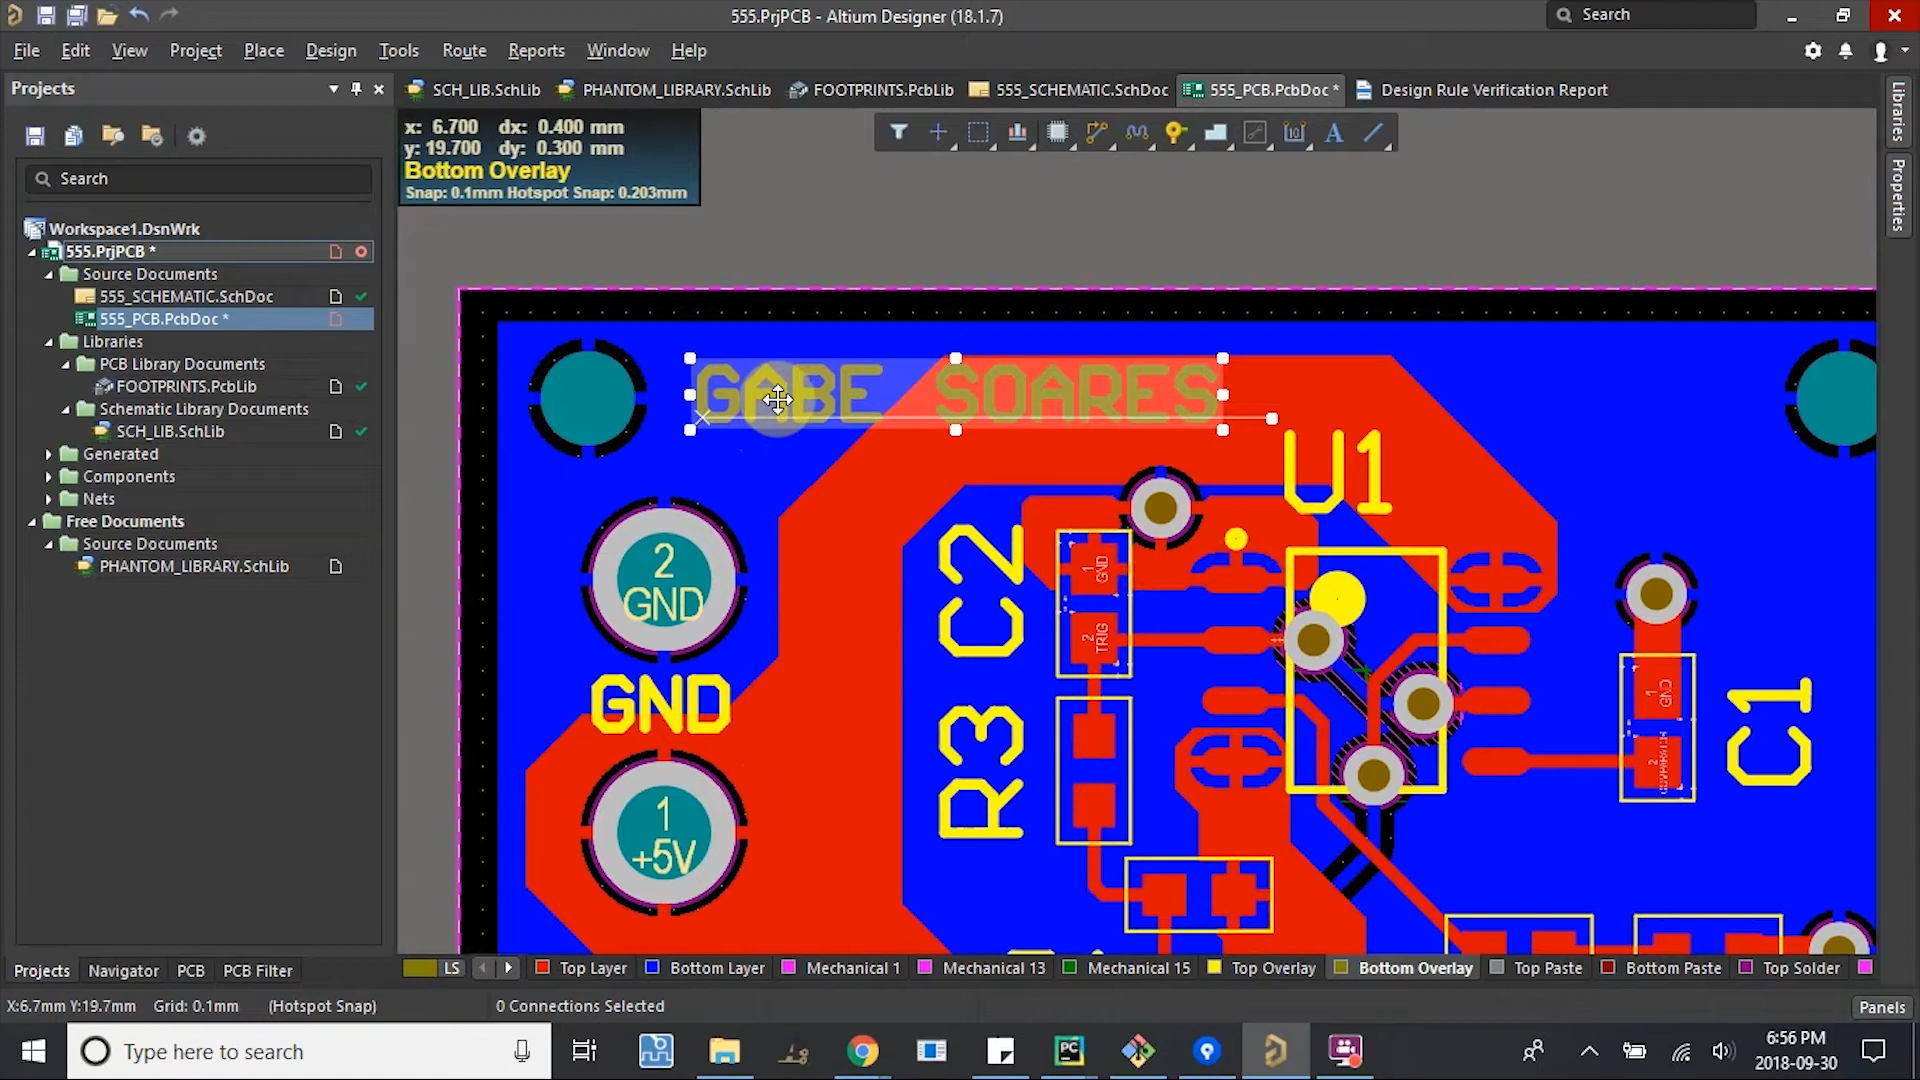 555.PrjPCB - Altium Designer (18.1.7)
Search
File Edit View Project Place Design Tools Route Reports Window Help
Projects
SCH_LIB.SchLib PHANTOM_LIBRARY.SchLib FOOTPRINTS.PcbLib 555_SCHEMATIC.SchDoc 555_PCB.PcbDoc * Design Rule Verification Report
Libraries
Properties
x: 6.700 dx: 0.400 mm
y: 19.700 dy: 0.300 mm
Bottom Overlay
Snap: 0.1mm Hotspot Snap: 0.203mm
Search
Workspace1.DsnWrk
555.PrjPCB *
Source Documents
555_SCHEMATIC.SchDoc
555_PCB.PcbDoc *
Libraries
PCB Library Documents
FOOTPRINTS.PcbLib
Schematic Library Documents
SCH_LIB.SchLib
Generated
Components
Nets
Free Documents
Source Documents
PHANTOM_LIBRARY.SchLib
GABE SOARES
U1
C2
1
GND
2
TRIG
2
GND
GND
R3
1
+5V
1
GND
2
C1
Projects Navigator PCB PCB Filter
LS Top Layer Bottom Layer Mechanical 1 Mechanical 13 Mechanical 15 Top Overlay Bottom Overlay Top Paste Bottom Paste Top Solder
X:6.7mm Y:19.7mm Grid: 0.1mm (Hotspot Snap) 0 Connections Selected
Panels
Type here to search
PC
6:56 PM
2018-09-30